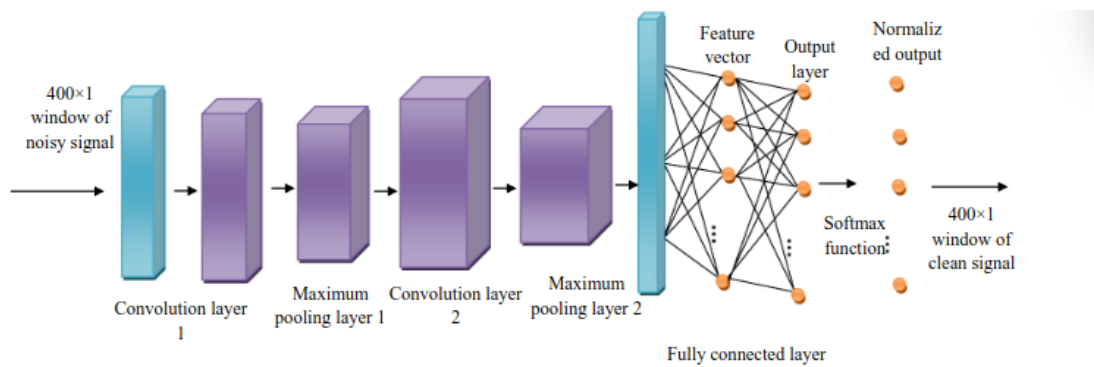 400×1
window of
noisy signal
Convolution layer
1
Maximum
pooling layer 1
Convolution layer
2
Maximum
pooling layer 2
Feature
vector
Output
layer
Normaliz
ed output
Softmax
function
Fully connected layer
400×1
window of
clean signal